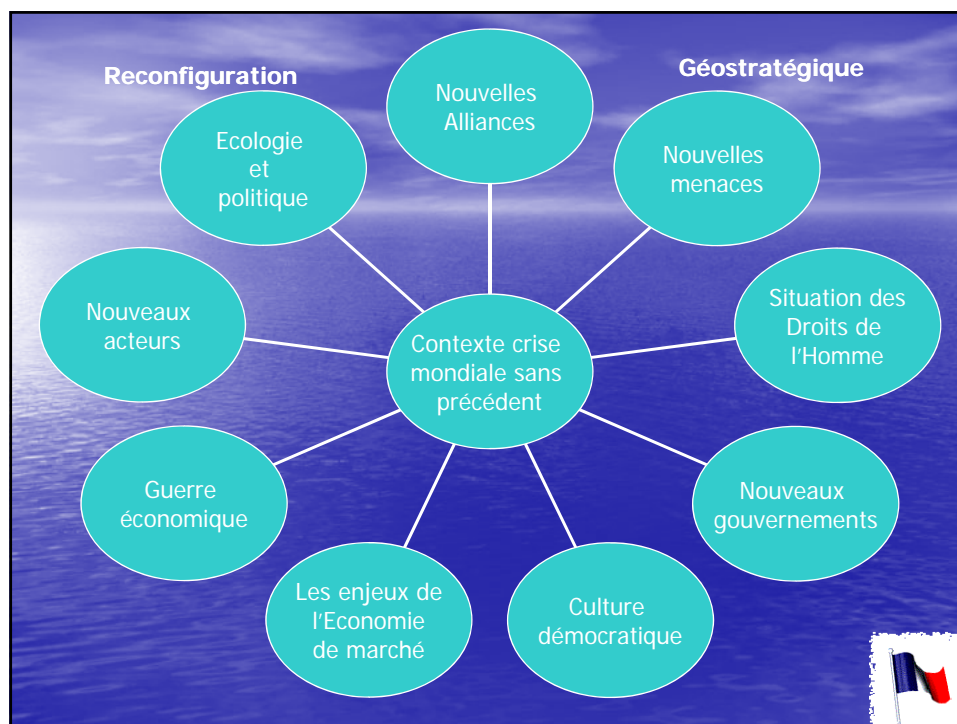 Reconfiguration
Géostratégique
Nouvelles
Alliances
Nouvelles
menaces
Situation des
Droits de
l'Homme
Nouveaux
gouvernements
Culture
démocratique
Les enjeux de
l'Economie
de marché
Guerre
économique
Nouveaux
acteurs
Ecologie
et
politique
Contexte crise
mondiale sans
précédent